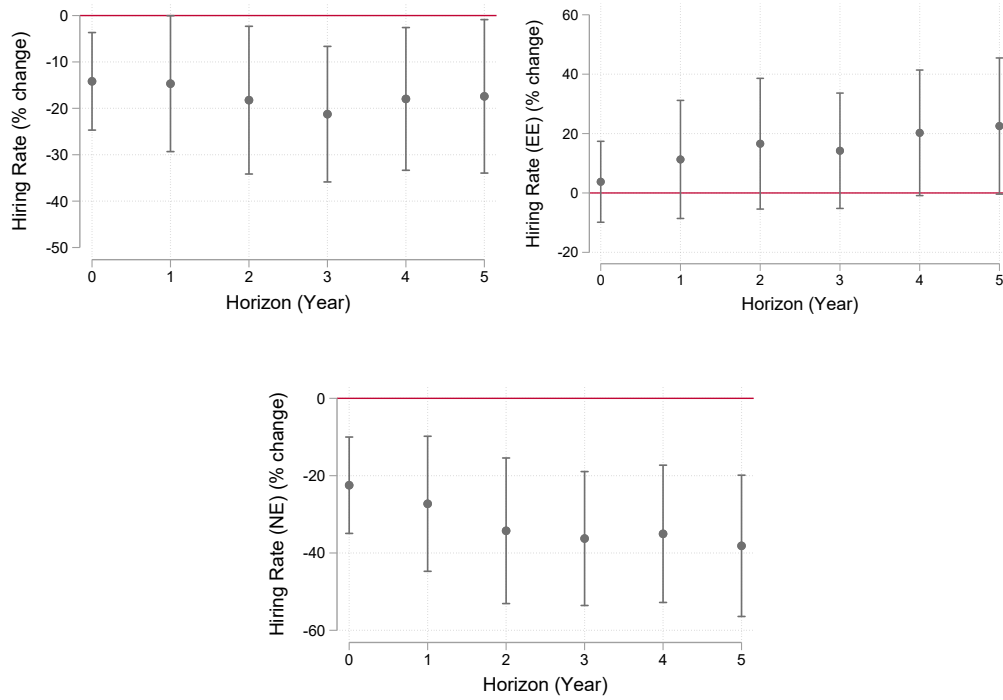 Hiring Rate (% change)
0
-10
-20
-30
-40
-50
0 1 2 3 4 5
Horizon (Year)
Hiring Rate (EE) (% change)
60
40
20
0
-20
0 1 2 3 4 5
Horizon (Year)
Hiring Rate (NE) (% change)
0
-20
-40
-60
0 1 2 3 4 5
Horizon (Year)